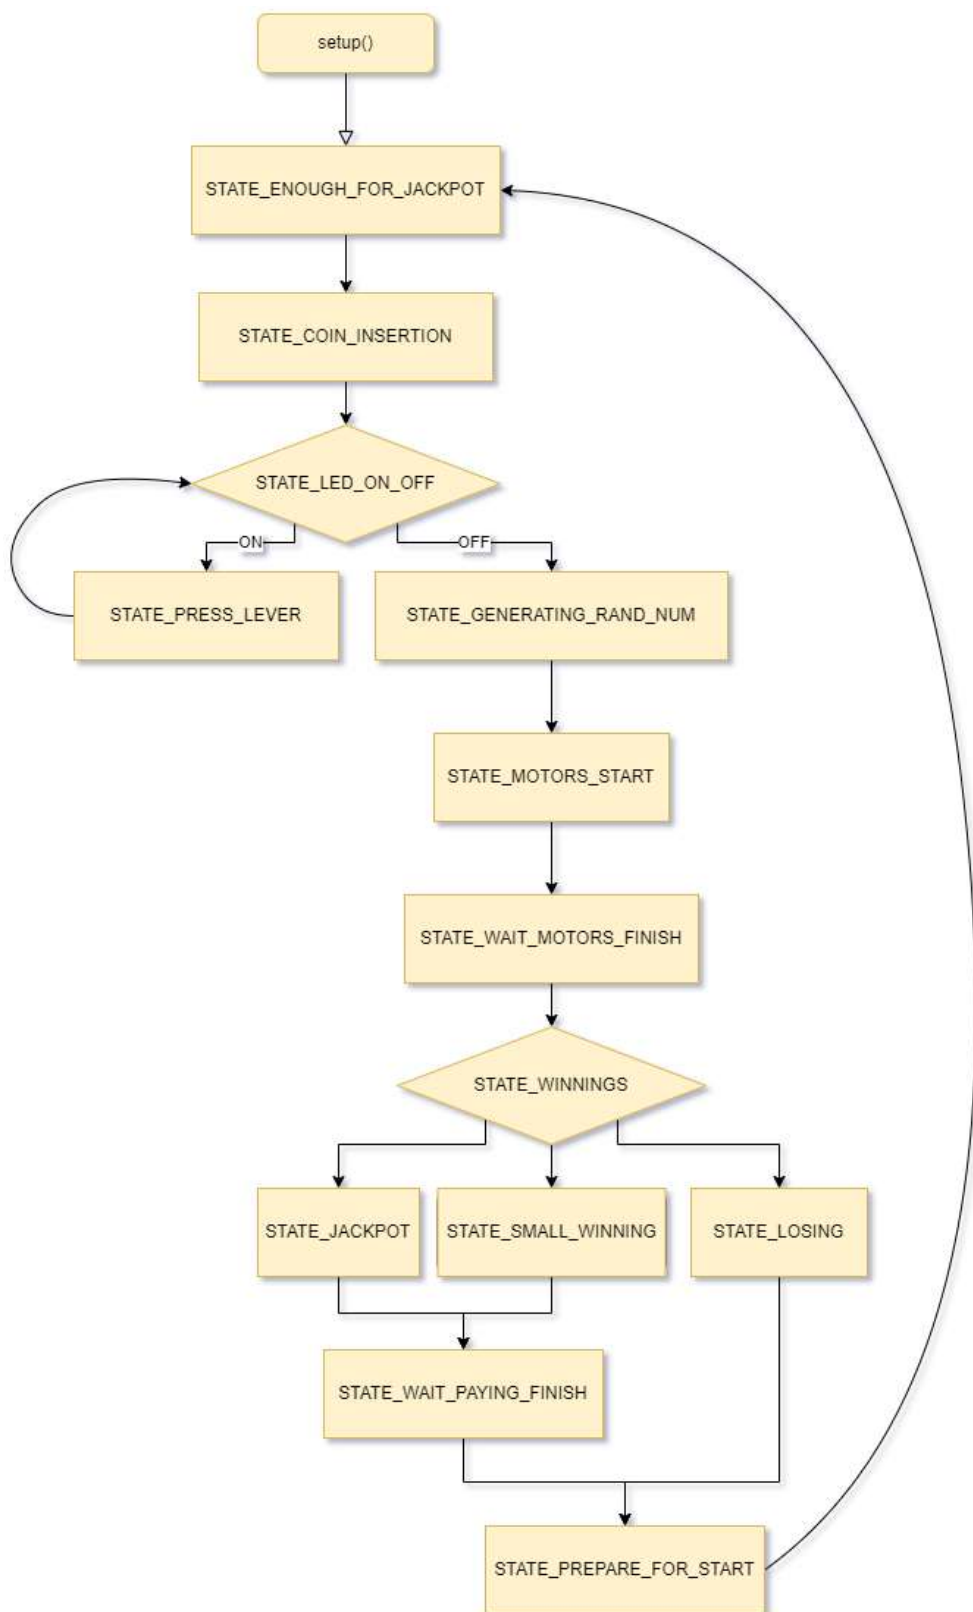 setup()
STATE_ENOUGH_FOR_JACKPOT
STATE_COIN_INSERTION
STATE_LED_ON_OFF
ON
OFF
STATE_PRESS_LEVER
STATE_GENERATING_RAND_NUM
STATE_MOTORS_START
STATE_WAIT_MOTORS_FINISH
STATE_WINNINGS
STATE_JACKPOT
STATE_SMALL_WINNING
STATE_LOSING
STATE_WAIT_PAYING_FINISH
STATE_PREPARE_FOR_START